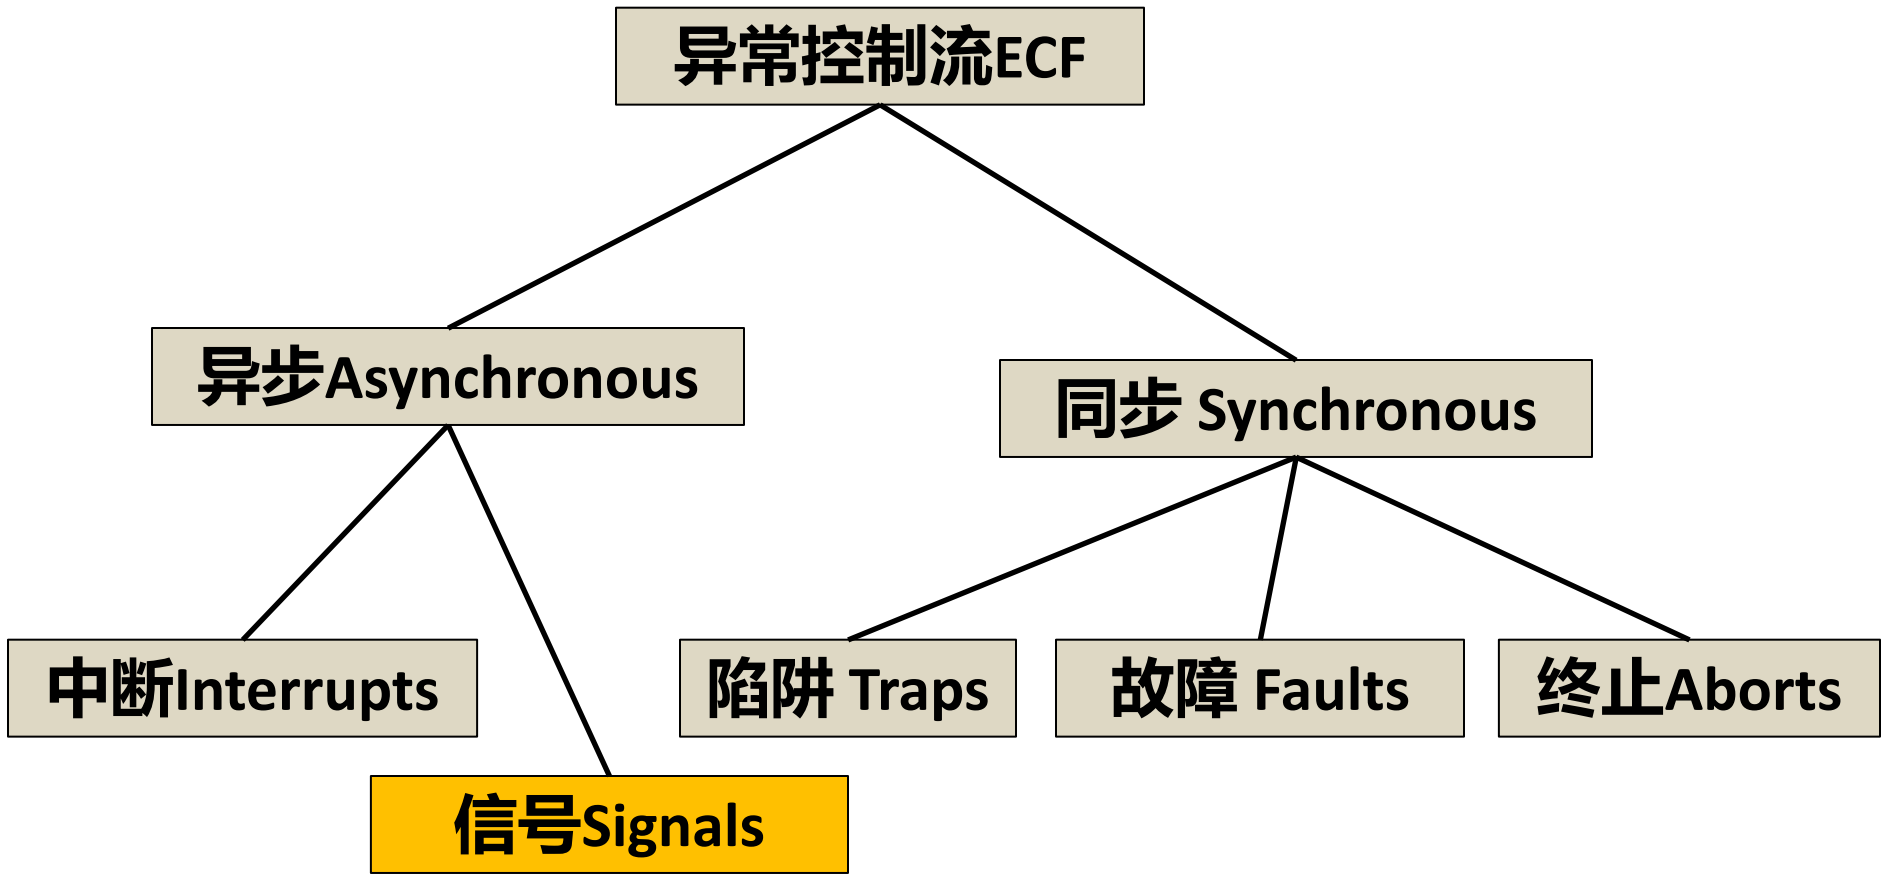 异常控制流ECF
异步Asynchronous
同步 Synchronous
中断Interrupts
陷阱 Traps
故障 Faults
终止Aborts
信号Signals